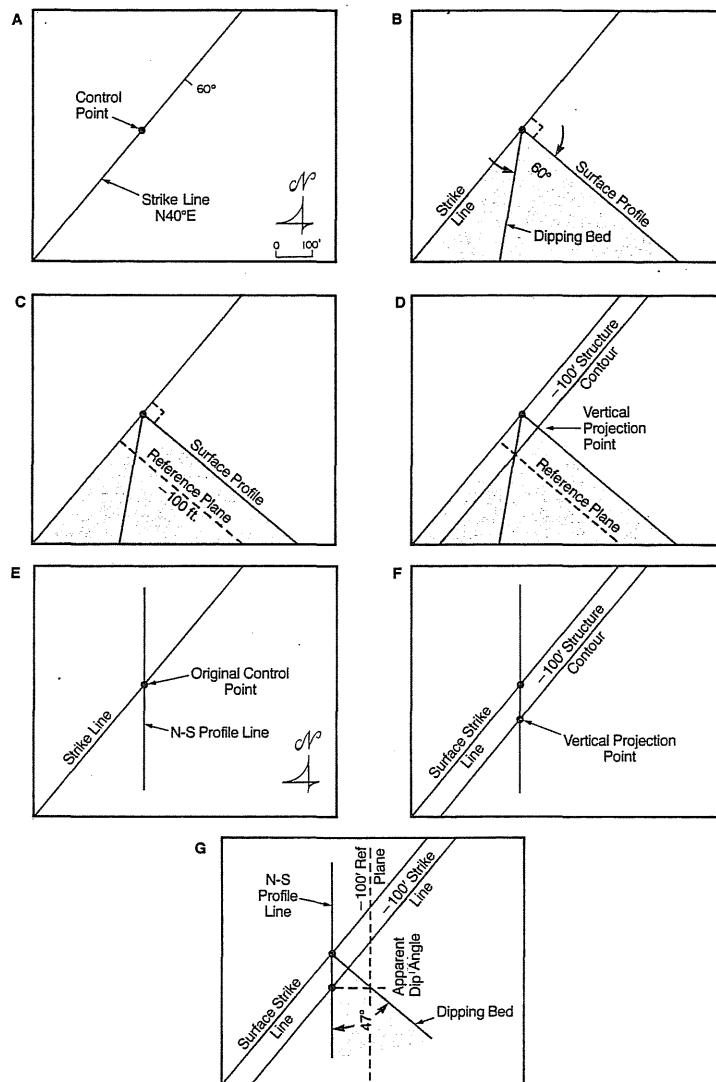 A
60°
Control
Point
Strike Line
N40°E
N
0 100'
B
60°
Surface Profile
Strike
Line
Dipping Bed
C
Surface Profile
Reference Plane
–100 ft.
D
–100' Structure
Contour
Vertical
Projection
Point
Reference Plane
E
Original Control
Point
Strike Line
N-S Profile Line
N
F
–100' Structure
Contour
Surface Strike
Line
Vertical Projection
Point
G
N-S
Profile
Line
–100' Ref
Plane
–100' Strike
Line
Apparent
Dip Angle
Surface Strike
Line
47°
Dipping Bed